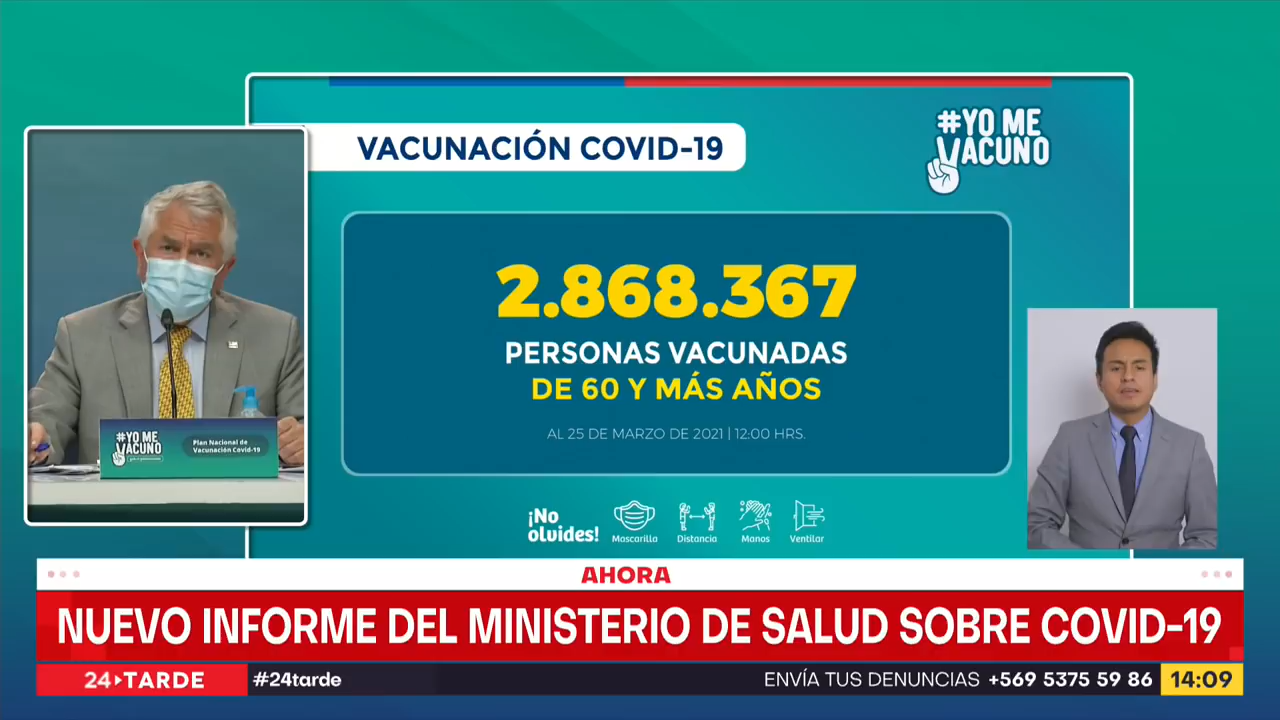 VACUNACIÓN COVID-19
#YO ME
VACUNO
2.868.367
PERSONAS VACUNADAS
DE 60 Y MÁS AÑOS
AL 25 DE MARZO DE 2021 | 12:00 HRS.
#YO ME
VACUNO
Plan Nacional de
Vacunación Covid-19
¡No
olvides!
Mascarilla
Distancia
Manos
Ventilar
AHORA
NUEVO INFORME DEL MINISTERIO DE SALUD SOBRE COVID-19
24 TARDE
#24tarde
ENVÍA TUS DENUNCIAS +569 5375 59 86
14:09